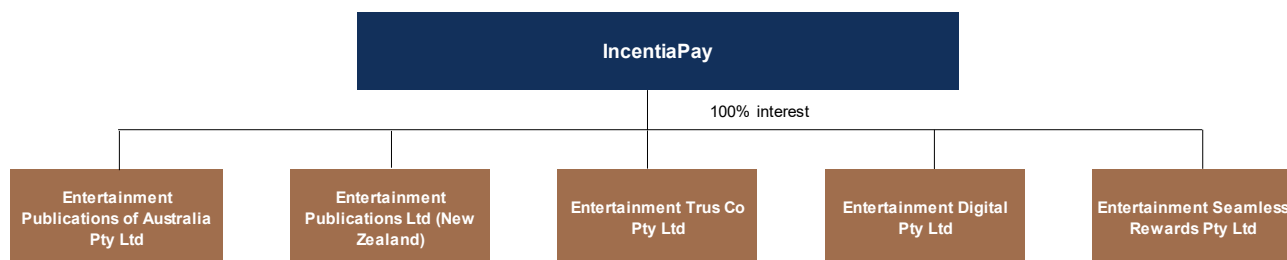 IncentiaPay
100% interest
Entertainment
Publications of Australia
Pty Ltd
Entertainment
Publications Ltd (New
Zealand)
Entertainment Trus Co
Pty Ltd
Entertainment Digital
Pty Ltd
Entertainment Seamless
Rewards Pty Ltd